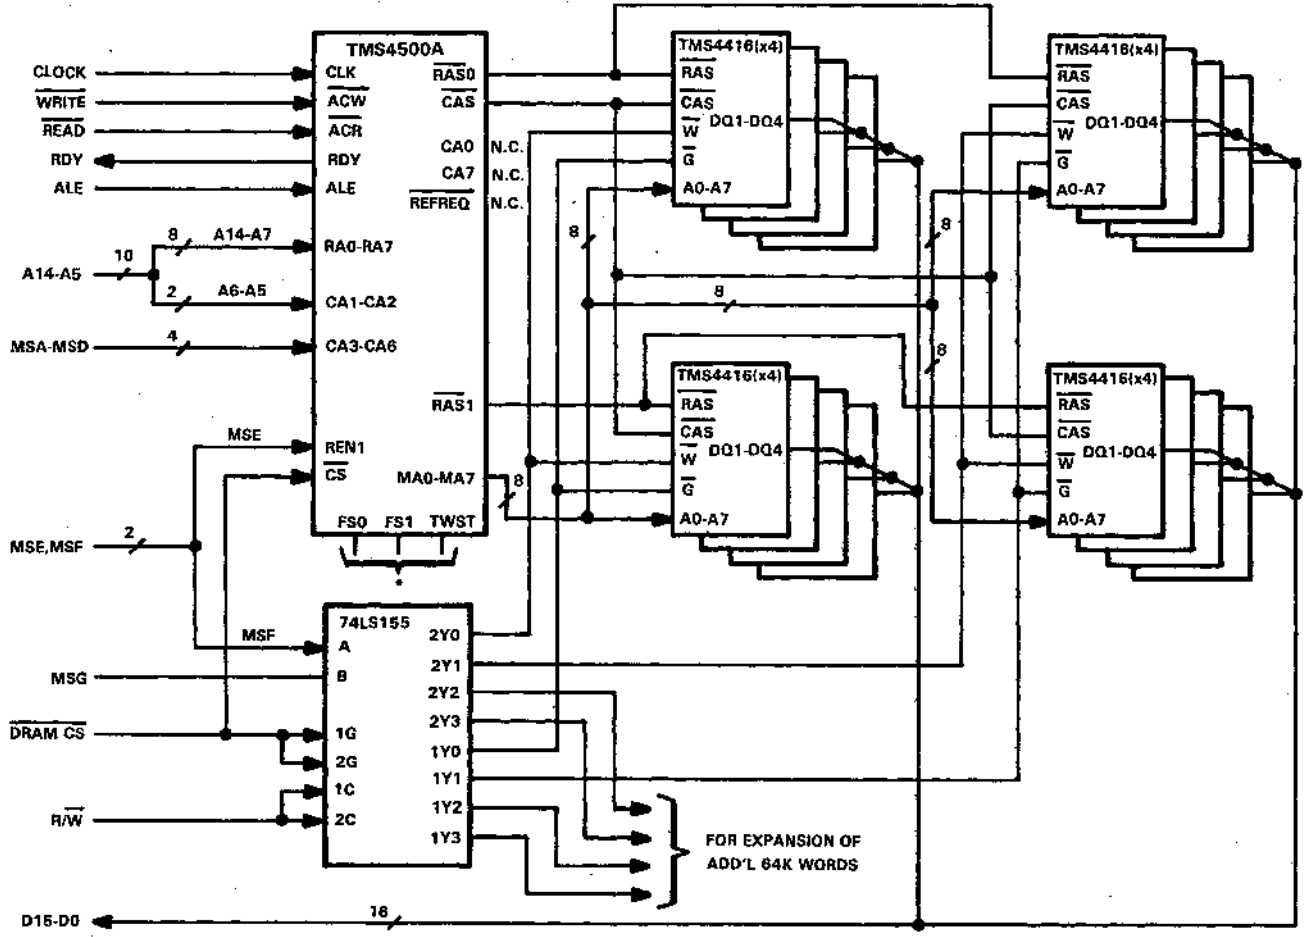 TMS4500A
CLOCK
CLK
WRITE
ACW
READ
ACR
RDY
RDY
ALE
ALE
8
A14-A7
RA0-RA7
A14-A5
10
2
A6-A5
CA1-CA2
MSA-MSD
4
CA3-CA6
MSE
REN1
CS
MSE,MSF
2
RAS0
CAS
CA0 N.C.
CA7 N.C.
REFREQ N.C.
RAS1
MA0-MA7
8
FS0 FS1 TWST
*
TMS4416(x4)
RAS
CAS
W
DQ1-DQ4
G
A0-A7
8
TMS4416(x4)
RAS
CAS
W
DQ1-DQ4
G
A0-A7
8
8
8
TMS4416(x4)
RAS
CAS
W
DQ1-DQ4
G
A0-A7
TMS4416(x4)
RAS
CAS
W
DQ1-DQ4
G
A0-A7
74LS155
MSF
A
MSG
B
DRAM CS
1G
2G
1C
R/W
2C
2Y0
2Y1
2Y2
2Y3
1Y0
1Y1
1Y2
1Y3
FOR EXPANSION OF
ADD'L 64K WORDS
D15-D0
16